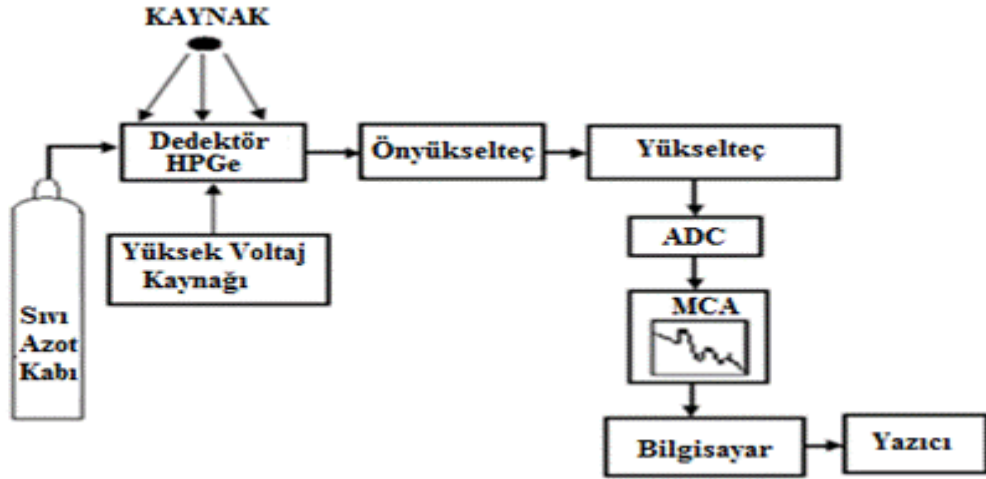 KAYNAK
Dedektör
HPGe
Önyükselteç
Yükselteç
Yüksek Voltaj
Kaynağı
ADC
MCA
Sıvı
Azot
Kabı
Bilgisayar
Yazıcı